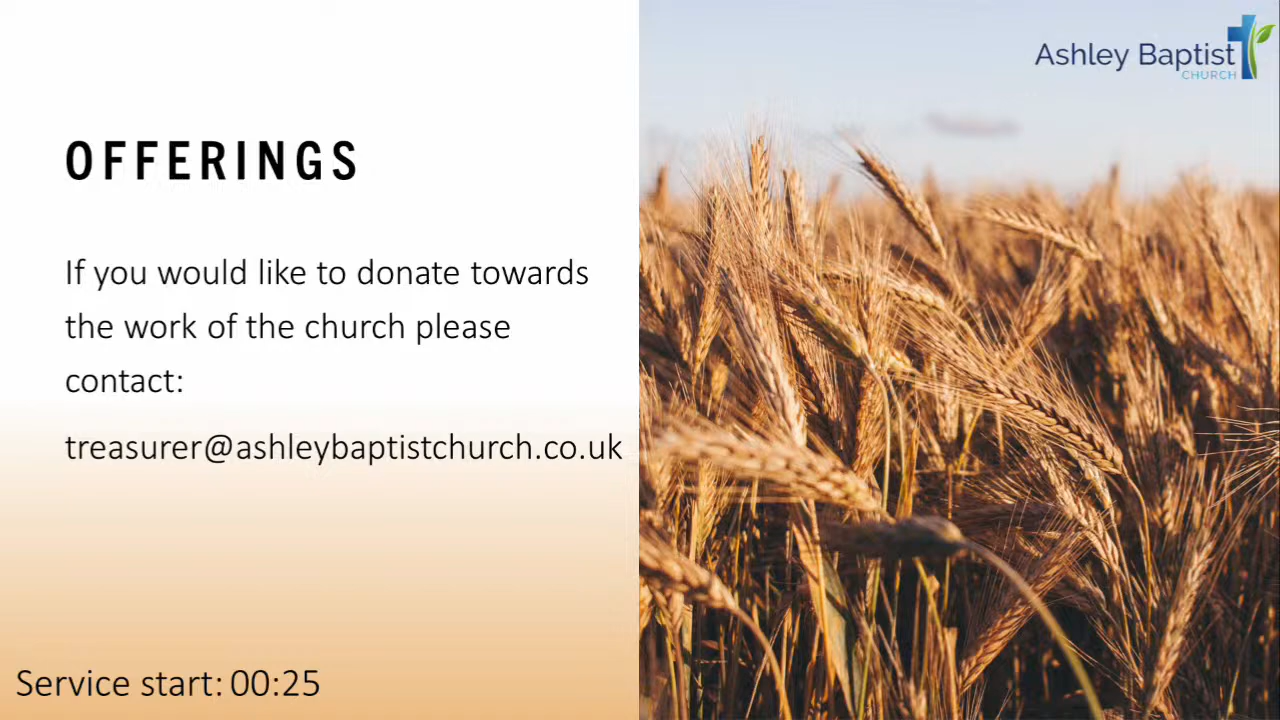 Ashley Baptist
CHURCH
OFFERINGS
If you would like to donate towards
the work of the church please
contact:
treasurer@ashleybaptistchurch.co.uk
Service start: 00:25